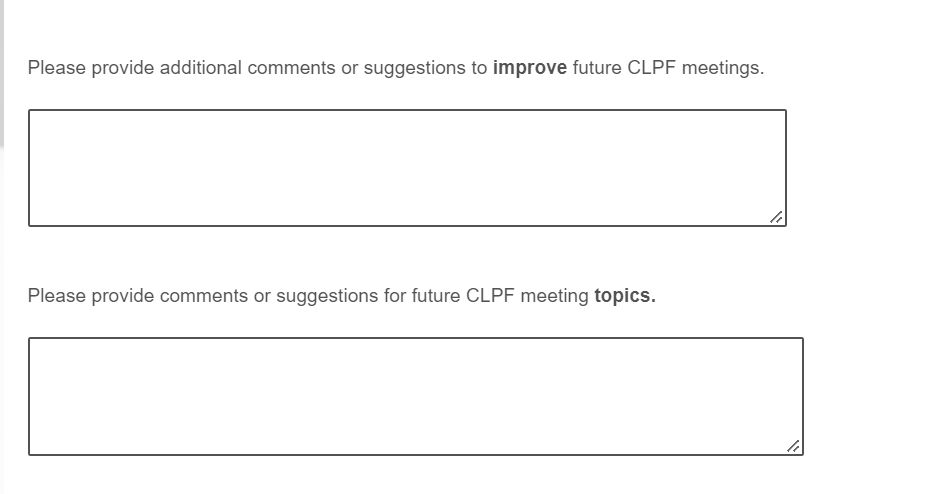 Please provide additional comments or suggestions to improve future CLPF meetings.
Please provide comments or suggestions for future CLPF meeting topics.